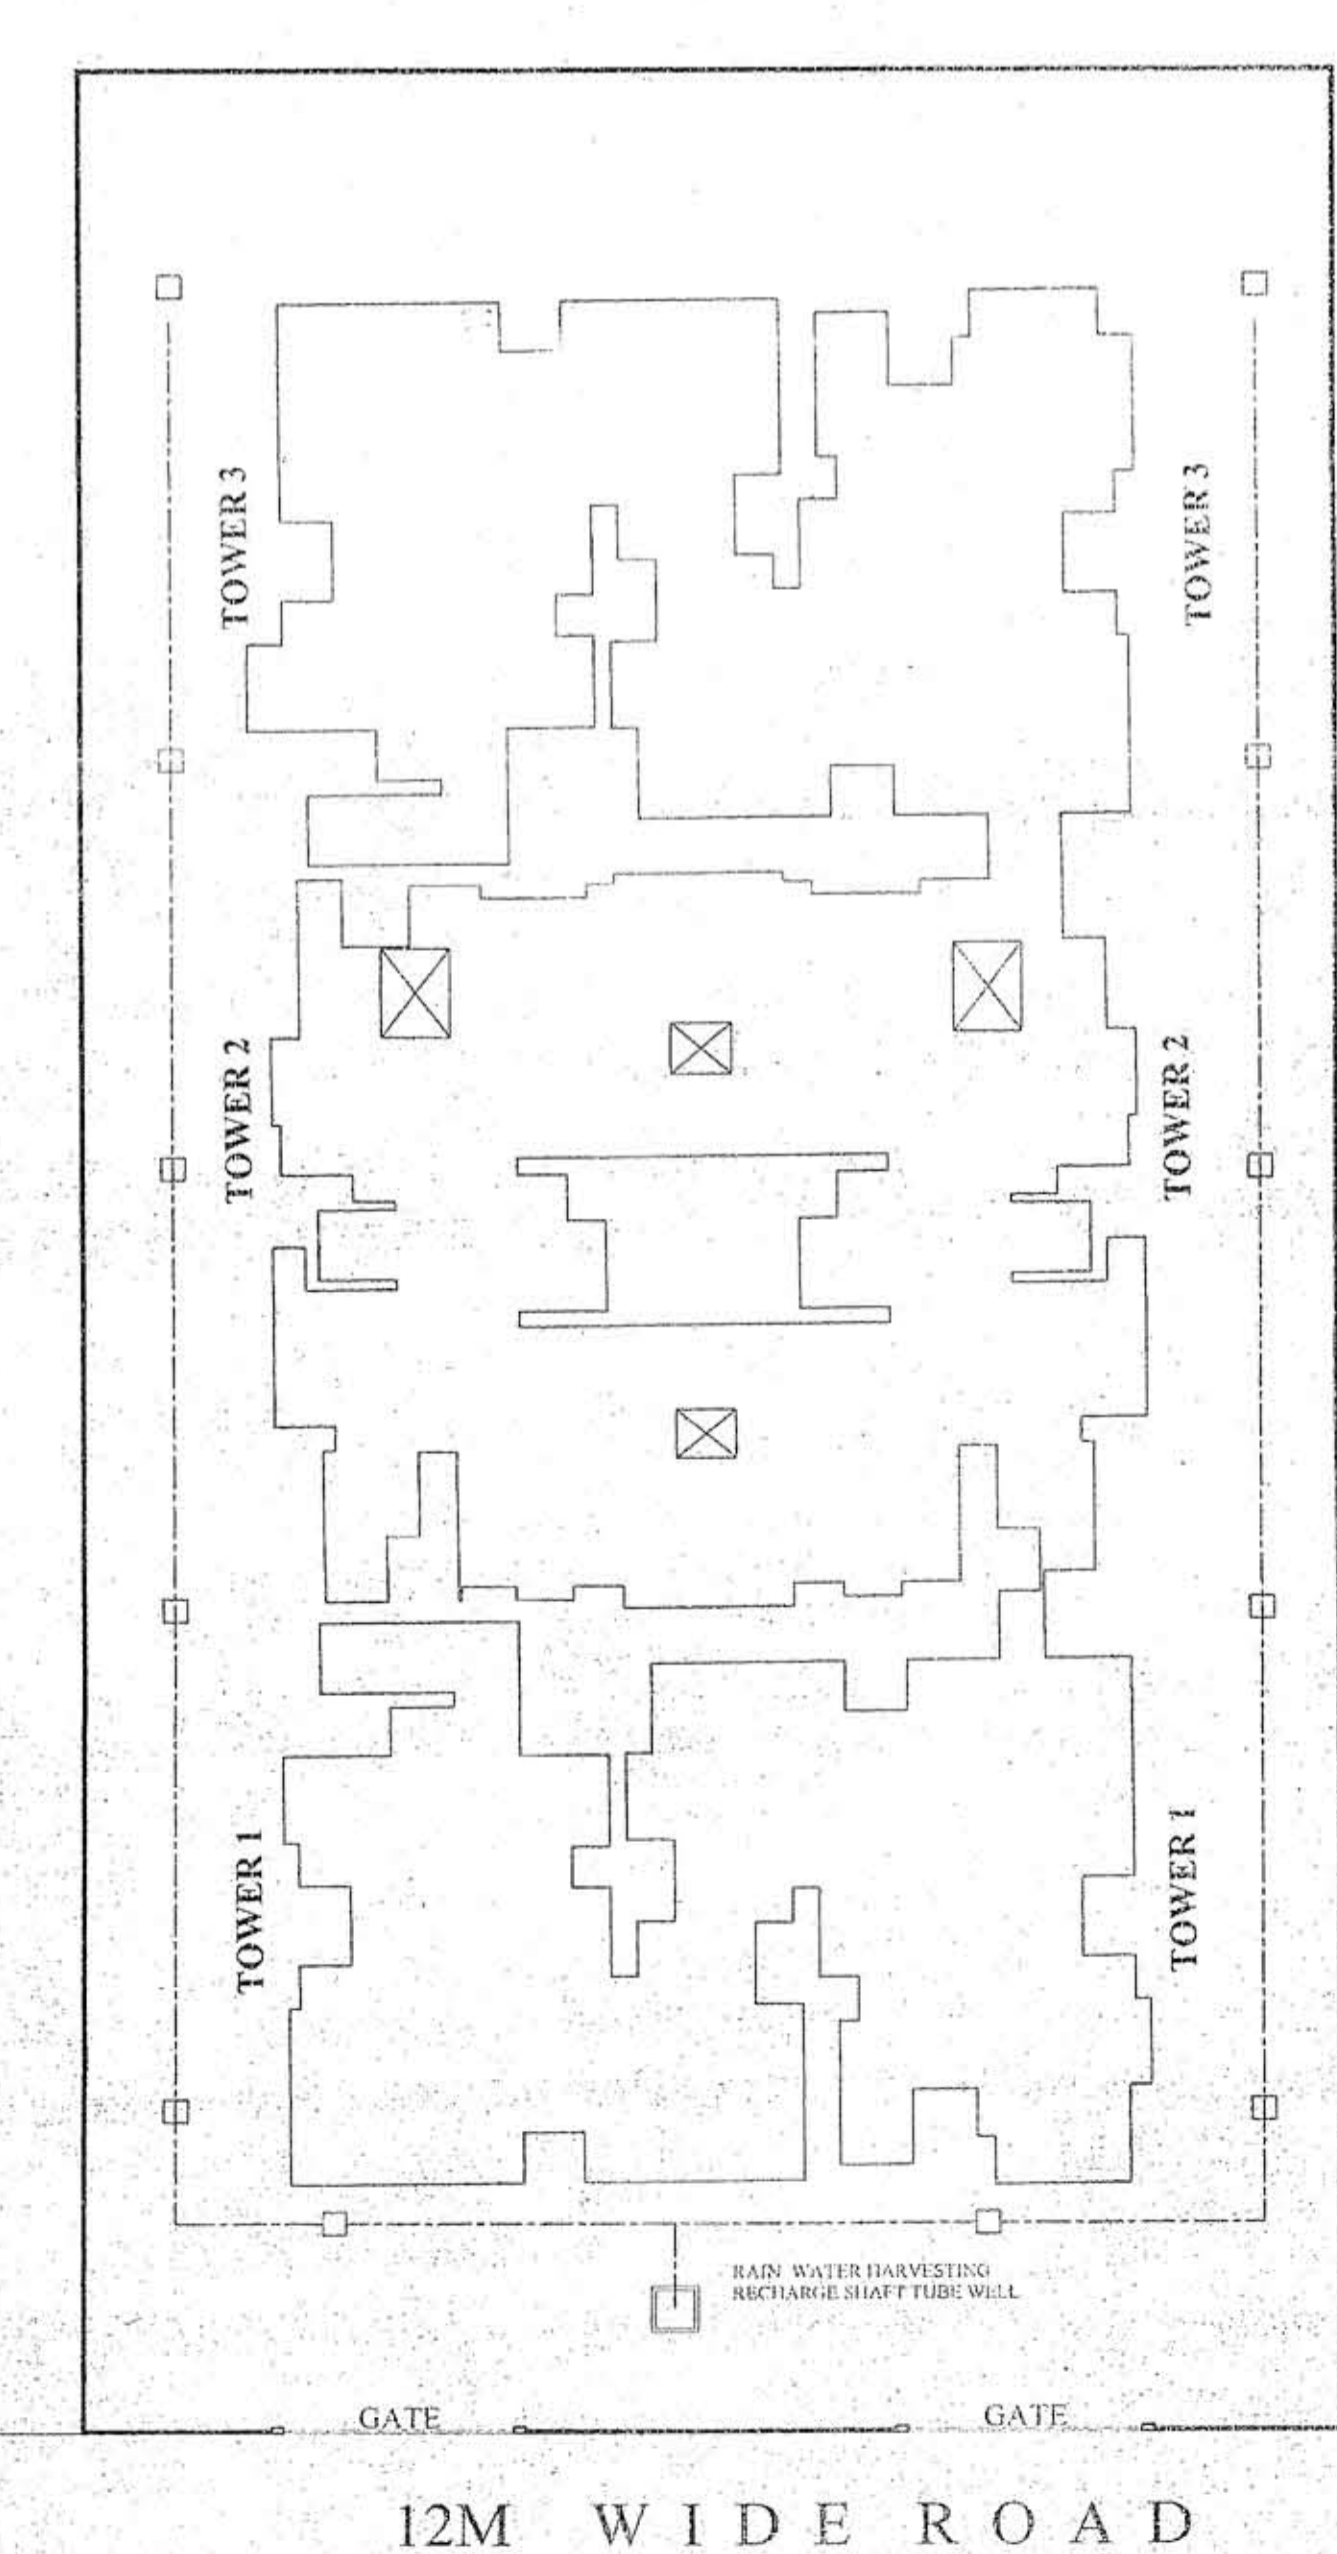 TOWER 3
TOWER 3
TOWER 2
TOWER 2
TOWER 1
TOWER 1
RAIN WATER HARVESTING
RECHARGE SHAFT TUBE WELL
GATE
GATE
12M WIDE ROAD